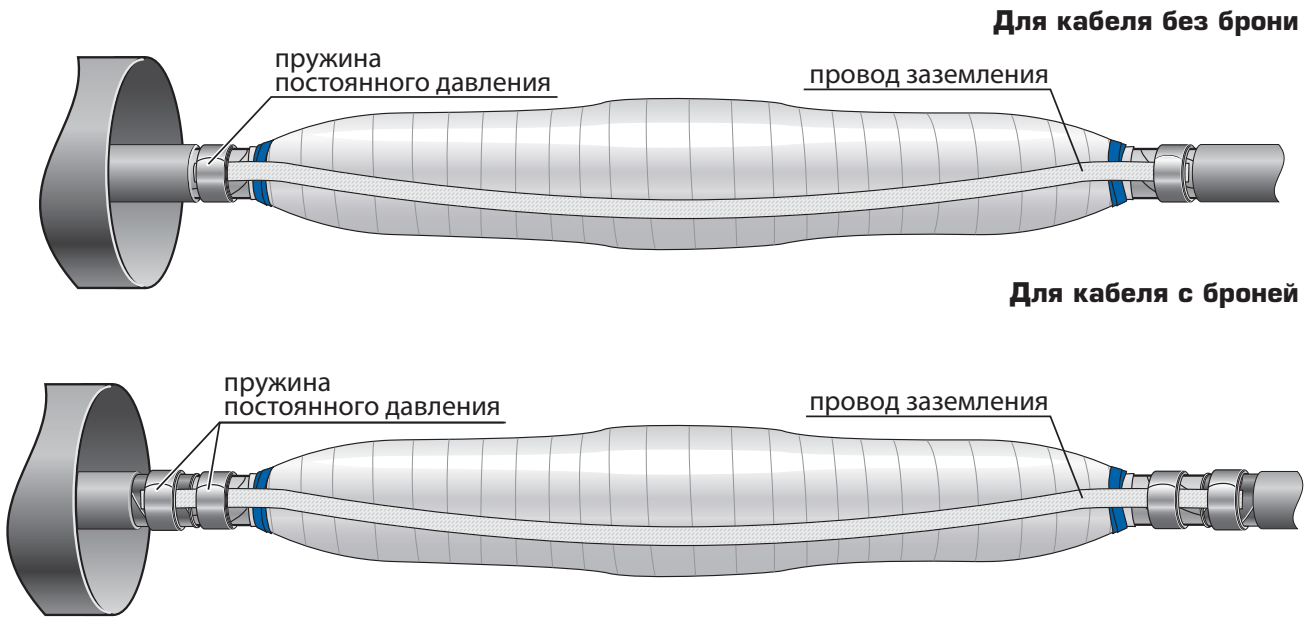 Для кабеля без брони
пружина
постоянного давления
провод заземления
Для кабеля с броней
пружина
постоянного давления
провод заземления